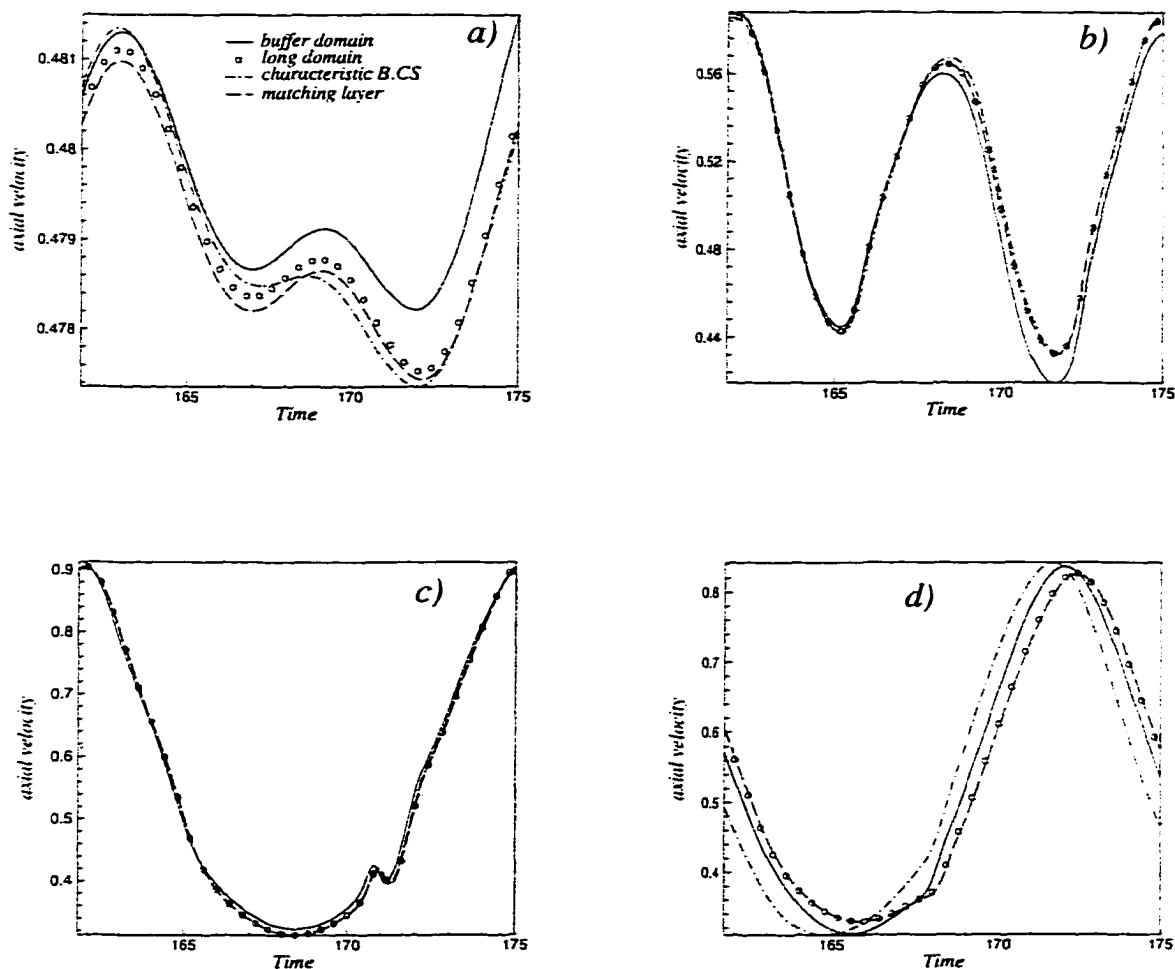 a)
buffer domain
long domain
characteristic B.CS
matching layer
0.481
0.48
0.479
0.478
axial velocity
165
170
175
Time
b)
0.56
0.52
0.48
0.44
axial velocity
165
170
175
Time
c)
0.9
0.8
0.7
0.6
0.5
0.4
axial velocity
165
170
175
Time
d)
0.8
0.7
0.6
0.5
0.4
axial velocity
165
170
175
Time